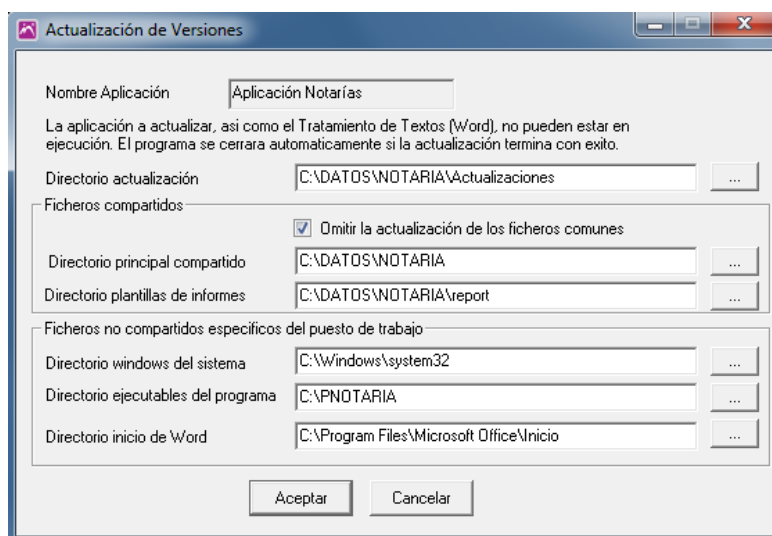 Actualización de Versiones
Nombre Aplicación Aplicación Notarías
La aplicación a actualizar, asi como el Tratamiento de Textos (Word), no pueden estar en
ejecución. El programa se cerrara automaticamente si la actualización termina con exito.
Directorio actualización C:\DATOS\NOTARIA\Actualizaciones ...
Ficheros compartidos
Omitir la actualización de los ficheros comunes
Directorio principal compartido C:\DATOS\NOTARIA ...
Directorio plantillas de informes C:\DATOS\NOTARIA\report ...
Ficheros no compartidos especificos del puesto de trabajo
Directorio windows del sistema C:\Windows\system32 ...
Directorio ejecutables del programa C:\PNOTARIA ...
Directorio inicio de Word C:\Program Files\Microsoft Office\Inicio ...
Aceptar Cancelar